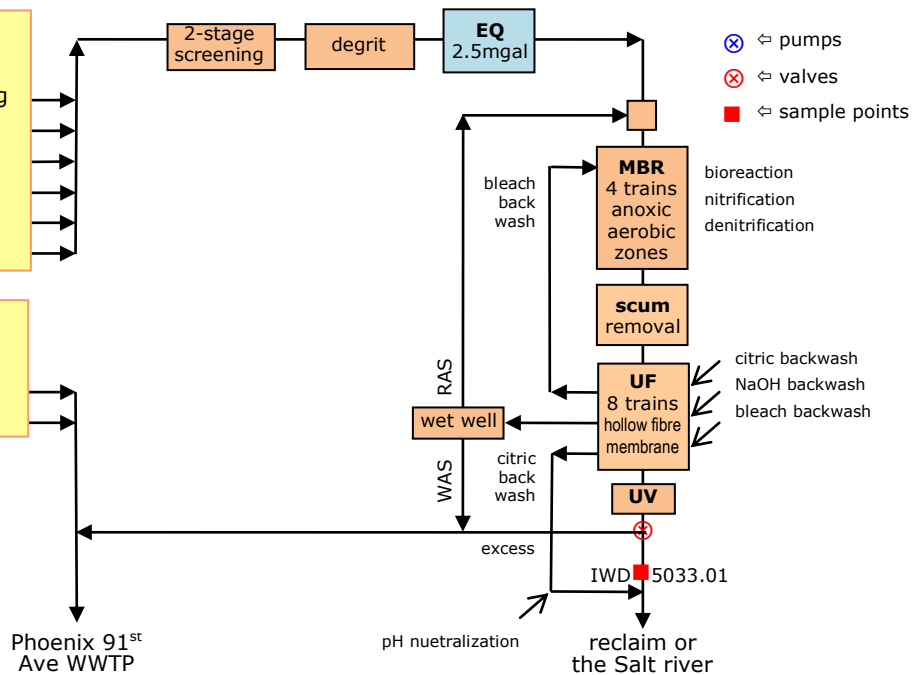 2-stage
screening
degrit
EQ
2.5mgal
⇦ pumps
⇦ valves
⇦ sample points
g
MBR
4 trains
anoxic
aerobic
zones
bioreaction
nitrification
denitrification
bleach
back
wash
scum
removal
UF
8 trains
hollow fibre
membrane
citric backwash
NaOH backwash
bleach backwash
RAS
wet well
WAS
citric
back
wash
UV
excess
IWD 5033.01
pH nuetralization
Phoenix 91st
Ave WWTP
reclaim or
the Salt river